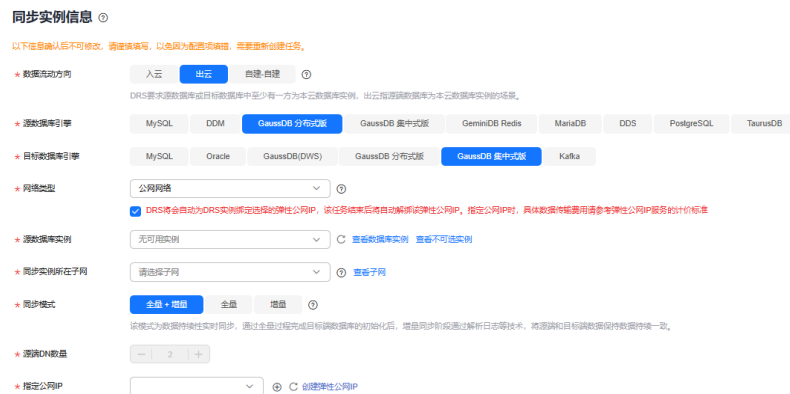 同步实例信息 ?
以下信息确认后不可修改，请谨慎填写，以免因为配置项填错，需要重新创建任务。
* 数据流动方向 入云 出云 自建-自建 ?
DRS要求源数据库或目标数据库中至少有一方为本云数据库实例，出云指源端数据库为本云数据库实例的场景。
* 源数据库引擎 MySQL DDM GaussDB 分布式版 GaussDB 集中式版 GeminiDB Redis MariaDB DDS PostgreSQL TaurusDB
* 目标数据库引擎 MySQL Oracle GaussDB(DWS) GaussDB 分布式版 GaussDB 集中式版 Kafka
* 网络类型 公网网络 ?
DRS将会自动为DRS实例绑定选择的弹性公网IP，该任务结束后将自动解绑该弹性公网IP。指定公网IP时，具体数据传输费用请参考弹性公网IP服务的计价标准
* 源数据库实例 无可用实例 查看数据库实例 查看不可选实例
* 同步实例所在子网 请选择子网 ? 查看子网
* 同步模式 全量 + 增量 全量 增量 ?
该模式为数据持续性实时同步，通过全量过程完成目标端数据库的初始化后，增量同步阶段通过解析日志等技术，将源端和目标端数据保持数据持续一致。
* 源端DN数量 — 2 +
* 指定公网IP 创建弹性公网IP